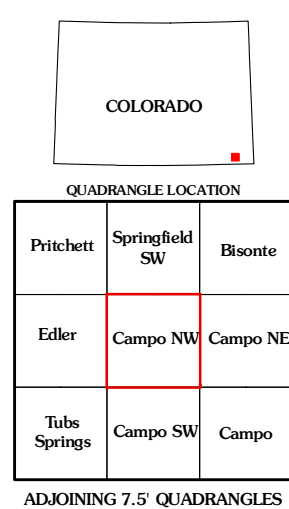 COLORADO
QUADRANGLE LOCATION
Pritchett
Springfield
SW
Bisonte
Edler
Campo NW
Campo NE
Tubs
Springs
Campo SW
Campo
ADJOINING 7.5' QUADRANGLES